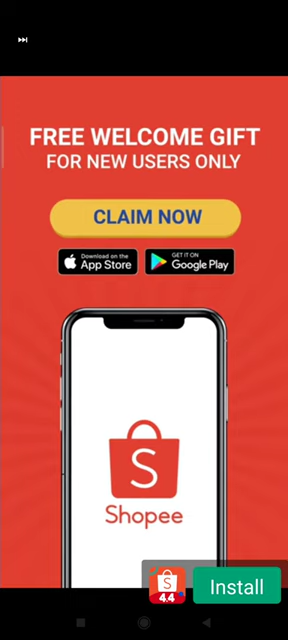 FREE WELCOME GIFT
FOR NEW USERS ONLY
CLAIM NOW
Download on the
App Store
GET IT ON
Google Play
S
Shopee
S
4.4
Install